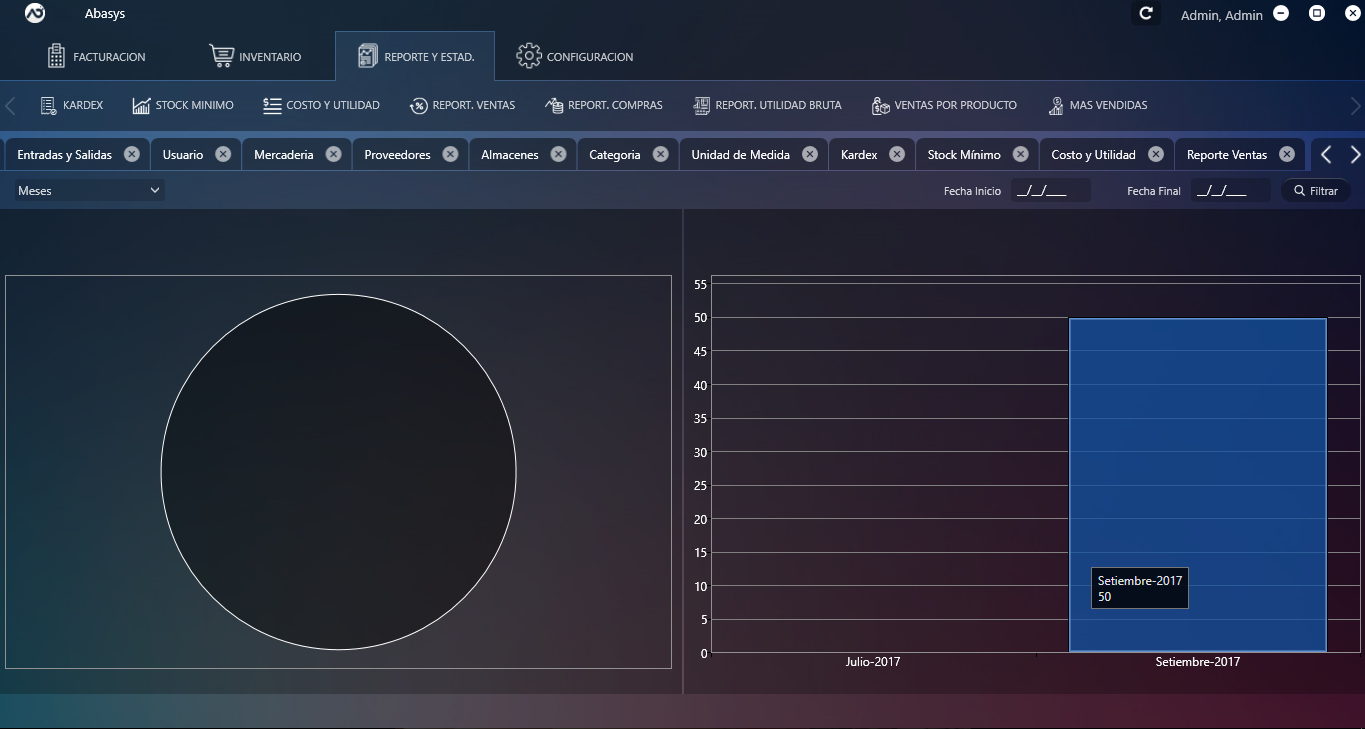 Abasys
Admin, Admin
FACTURACION
INVENTARIO
REPORTE Y ESTAD.
CONFIGURACION
KARDEX
STOCK MINIMO
COSTO Y UTILIDAD
REPORT. VENTAS
REPORT. COMPRAS
REPORT. UTILIDAD BRUTA
VENTAS POR PRODUCTO
MAS VENDIDAS
Entradas y Salidas
Usuario
Mercaderia
Proveedores
Almacenes
Categoria
Unidad de Medida
Kardex
Stock Mínimo
Costo y Utilidad
Reporte Ventas
Meses
Fecha Inicio
__/__/____
Fecha Final
__/__/____
Filtrar
55
50
45
40
35
30
25
20
15
10
5
0
Setiembre-2017
50
Julio-2017
Setiembre-2017